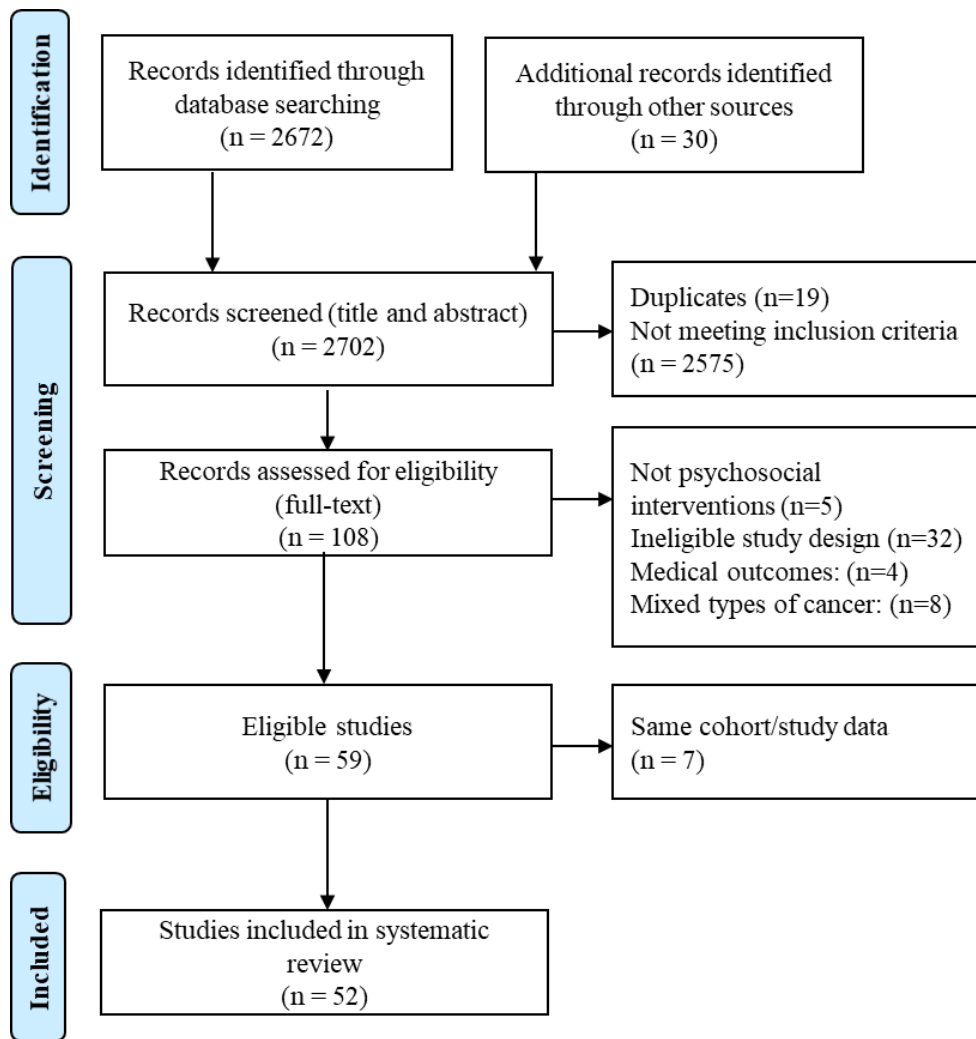 Identification
Records identified through
database searching
(n = 2672)
Additional records identified
through other sources
(n = 30)
Screening
Records screened (title and abstract)
(n = 2702)
Duplicates (n=19)
Not meeting inclusion criteria
(n = 2575)
Records assessed for eligibility
(full-text)
(n = 108)
Not psychosocial
interventions (n=5)
Ineligible study design (n=32)
Medical outcomes: (n=4)
Mixed types of cancer: (n=8)
Eligibility
Eligible studies
(n = 59)
Same cohort/study data
(n = 7)
Included
Studies included in systematic
review
(n = 52)